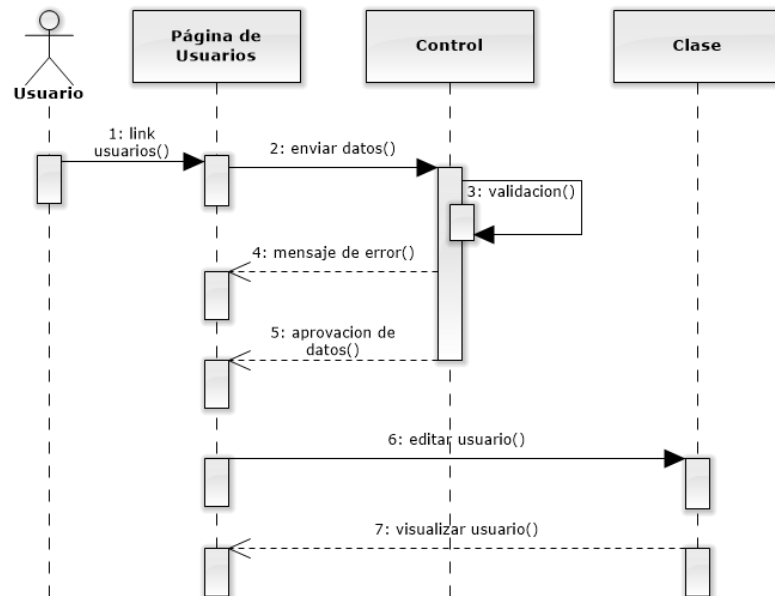 Página de
Usuarios
Control
Clase
Usuario
1: link
usuarios()
2: enviar datos()
3: validacion()
4: mensaje de error()
5: aprovacion de
datos()
6: editar usuario()
7: visualizar usuario()